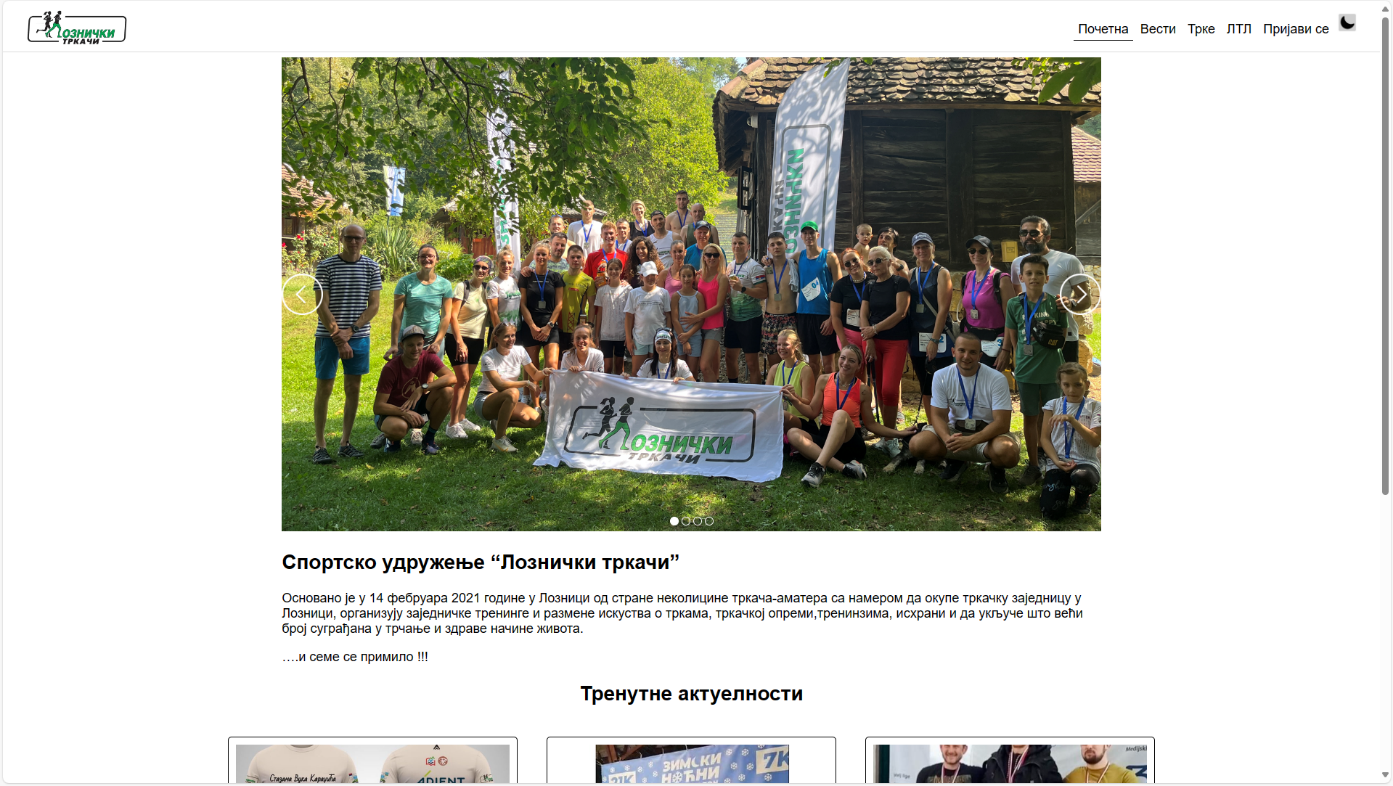 Лознички
ТРКАЧИ
Почетна Вести Трке ЛТЛ Пријави се
Лознички
ТРКАЧИ
Спортско удружење “Лознички тркачи”
Основано је у 14 фебруара 2021 године у Лозници од стране неколицине тркача-аматера са намером да окупе тркачку заједницу у
Лозници, организују заједничке тренинге и размене искуства о тркама, тркачкој опреми,тренинзима, исхрани и да укључе што већи
број суграђана у трчање и здраве начине живота.
….и семе се примило !!!
Тренутне актуелности
Стазама Вука Караџића
ADIENT
ЗИМСКИ
НОЋНИ
21K
7K